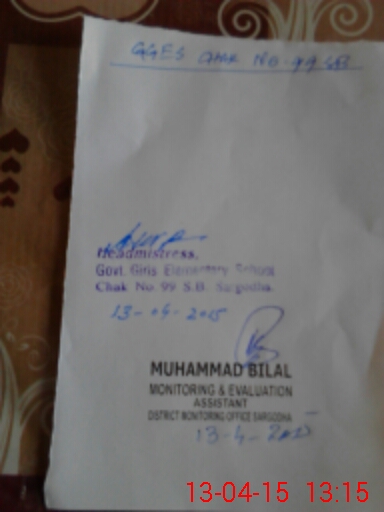 GGES Chak No. 99 SB
Headmistress,
Govt. Girls Elementary School
Chak No. 99 S.B. Sargodha.
13-04-2015
MUHAMMAD BILAL
MONITORING & EVALUATION
ASSISTANT
DISTRICT MONITORING OFFICE SARGODHA
13-4-2015
13-04-15 13:15